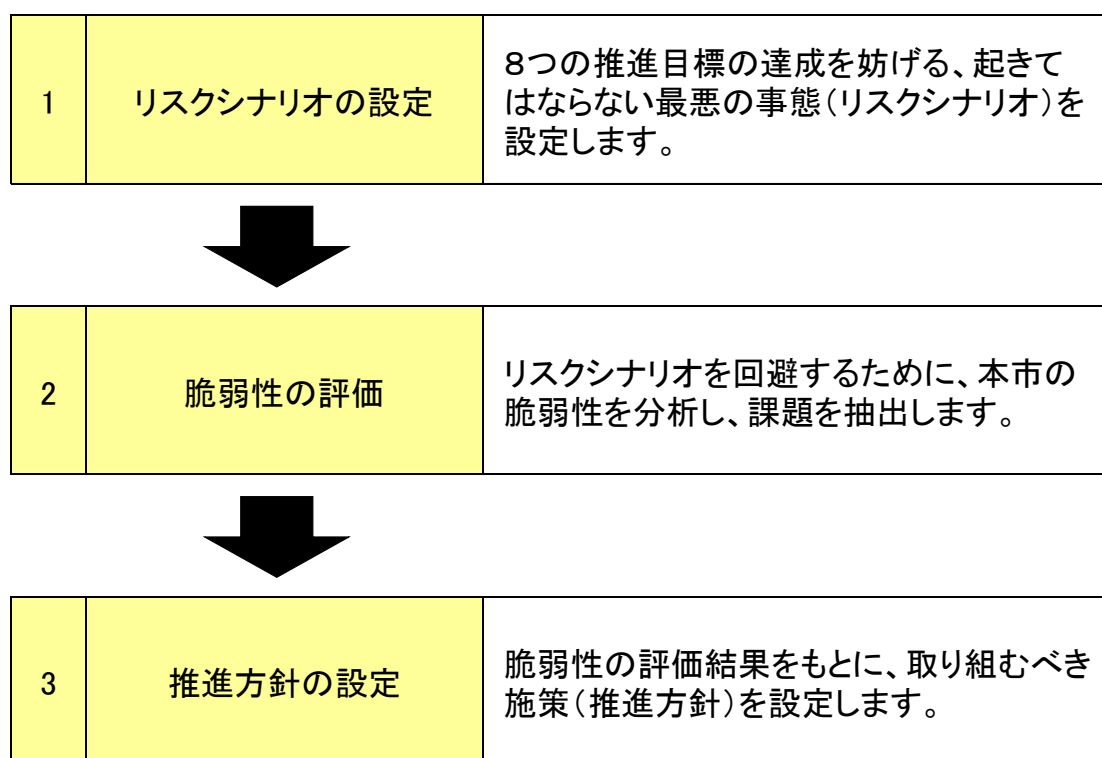 1
リスクシナリオの設定
８つの推進目標の達成を妨げる、起きて
はならない最悪の事態（リスクシナリオ）を
設定します。
2
脆弱性の評価
リスクシナリオを回避するために、本市の
脆弱性を分析し、課題を抽出します。
3
推進方針の設定
脆弱性の評価結果をもとに、取り組むべき
施策（推進方針）を設定します。